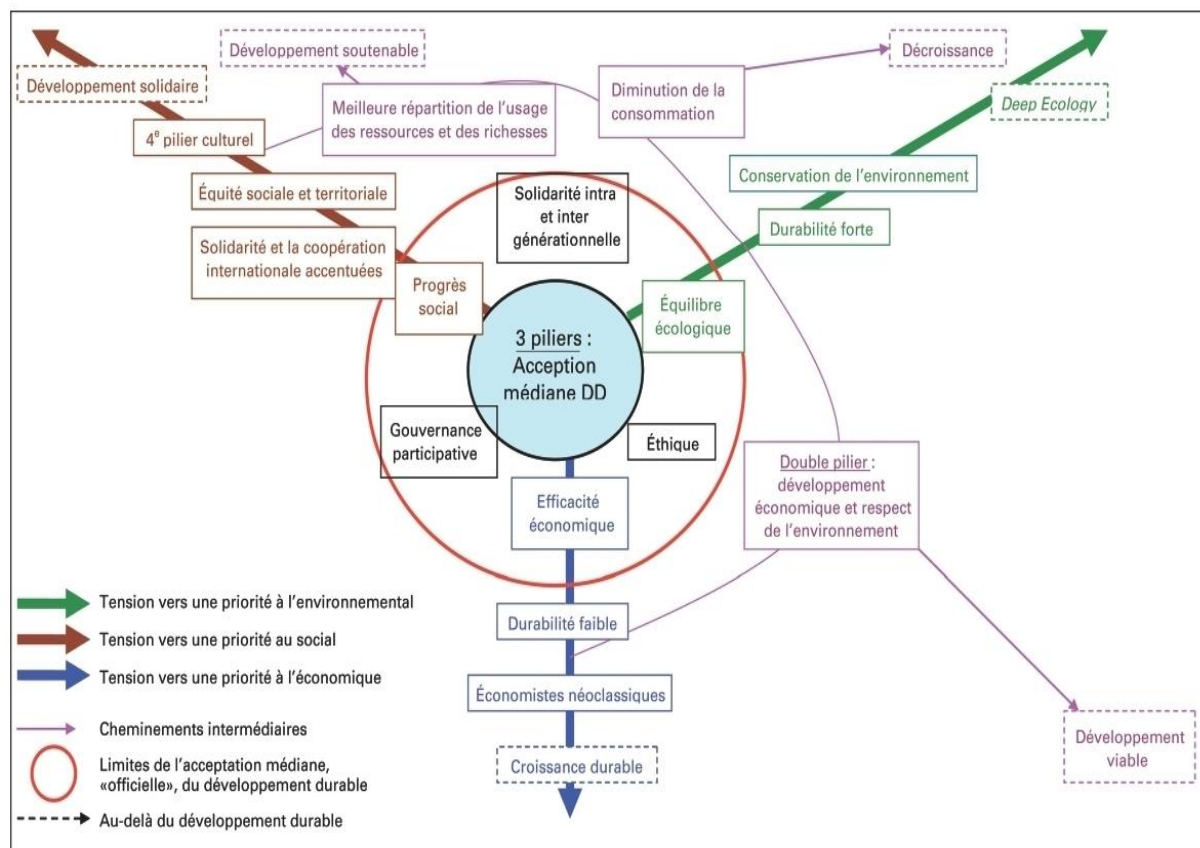 Développement soutenable
Décroissance
Développement solidaire
Meilleure répartition de l'usage
des ressources et des richesses
Diminution de la
consommation
Deep Ecology
4e pilier culturel
Conservation de l'environnement
Équité sociale et territoriale
Solidarité intra
et inter
générationnelle
Durabilité forte
Solidarité et la coopération
internationale accentuées
Progrès
social
Équilibre
écologique
3 piliers :
Acception
médiane DD
Gouvernance
participative
Éthique
Double pilier :
développement
économique et respect
de l'environnement
Efficacité
économique
Durabilité faible
Économistes néoclassiques
Croissance durable
Développement
viable
Tension vers une priorité à l'environnemental
Tension vers une priorité au social
Tension vers une priorité à l'économique
Cheminements intermédiaires
Limites de l'acceptation médiane,
«officielle», du développement durable
Au-delà du développement durable